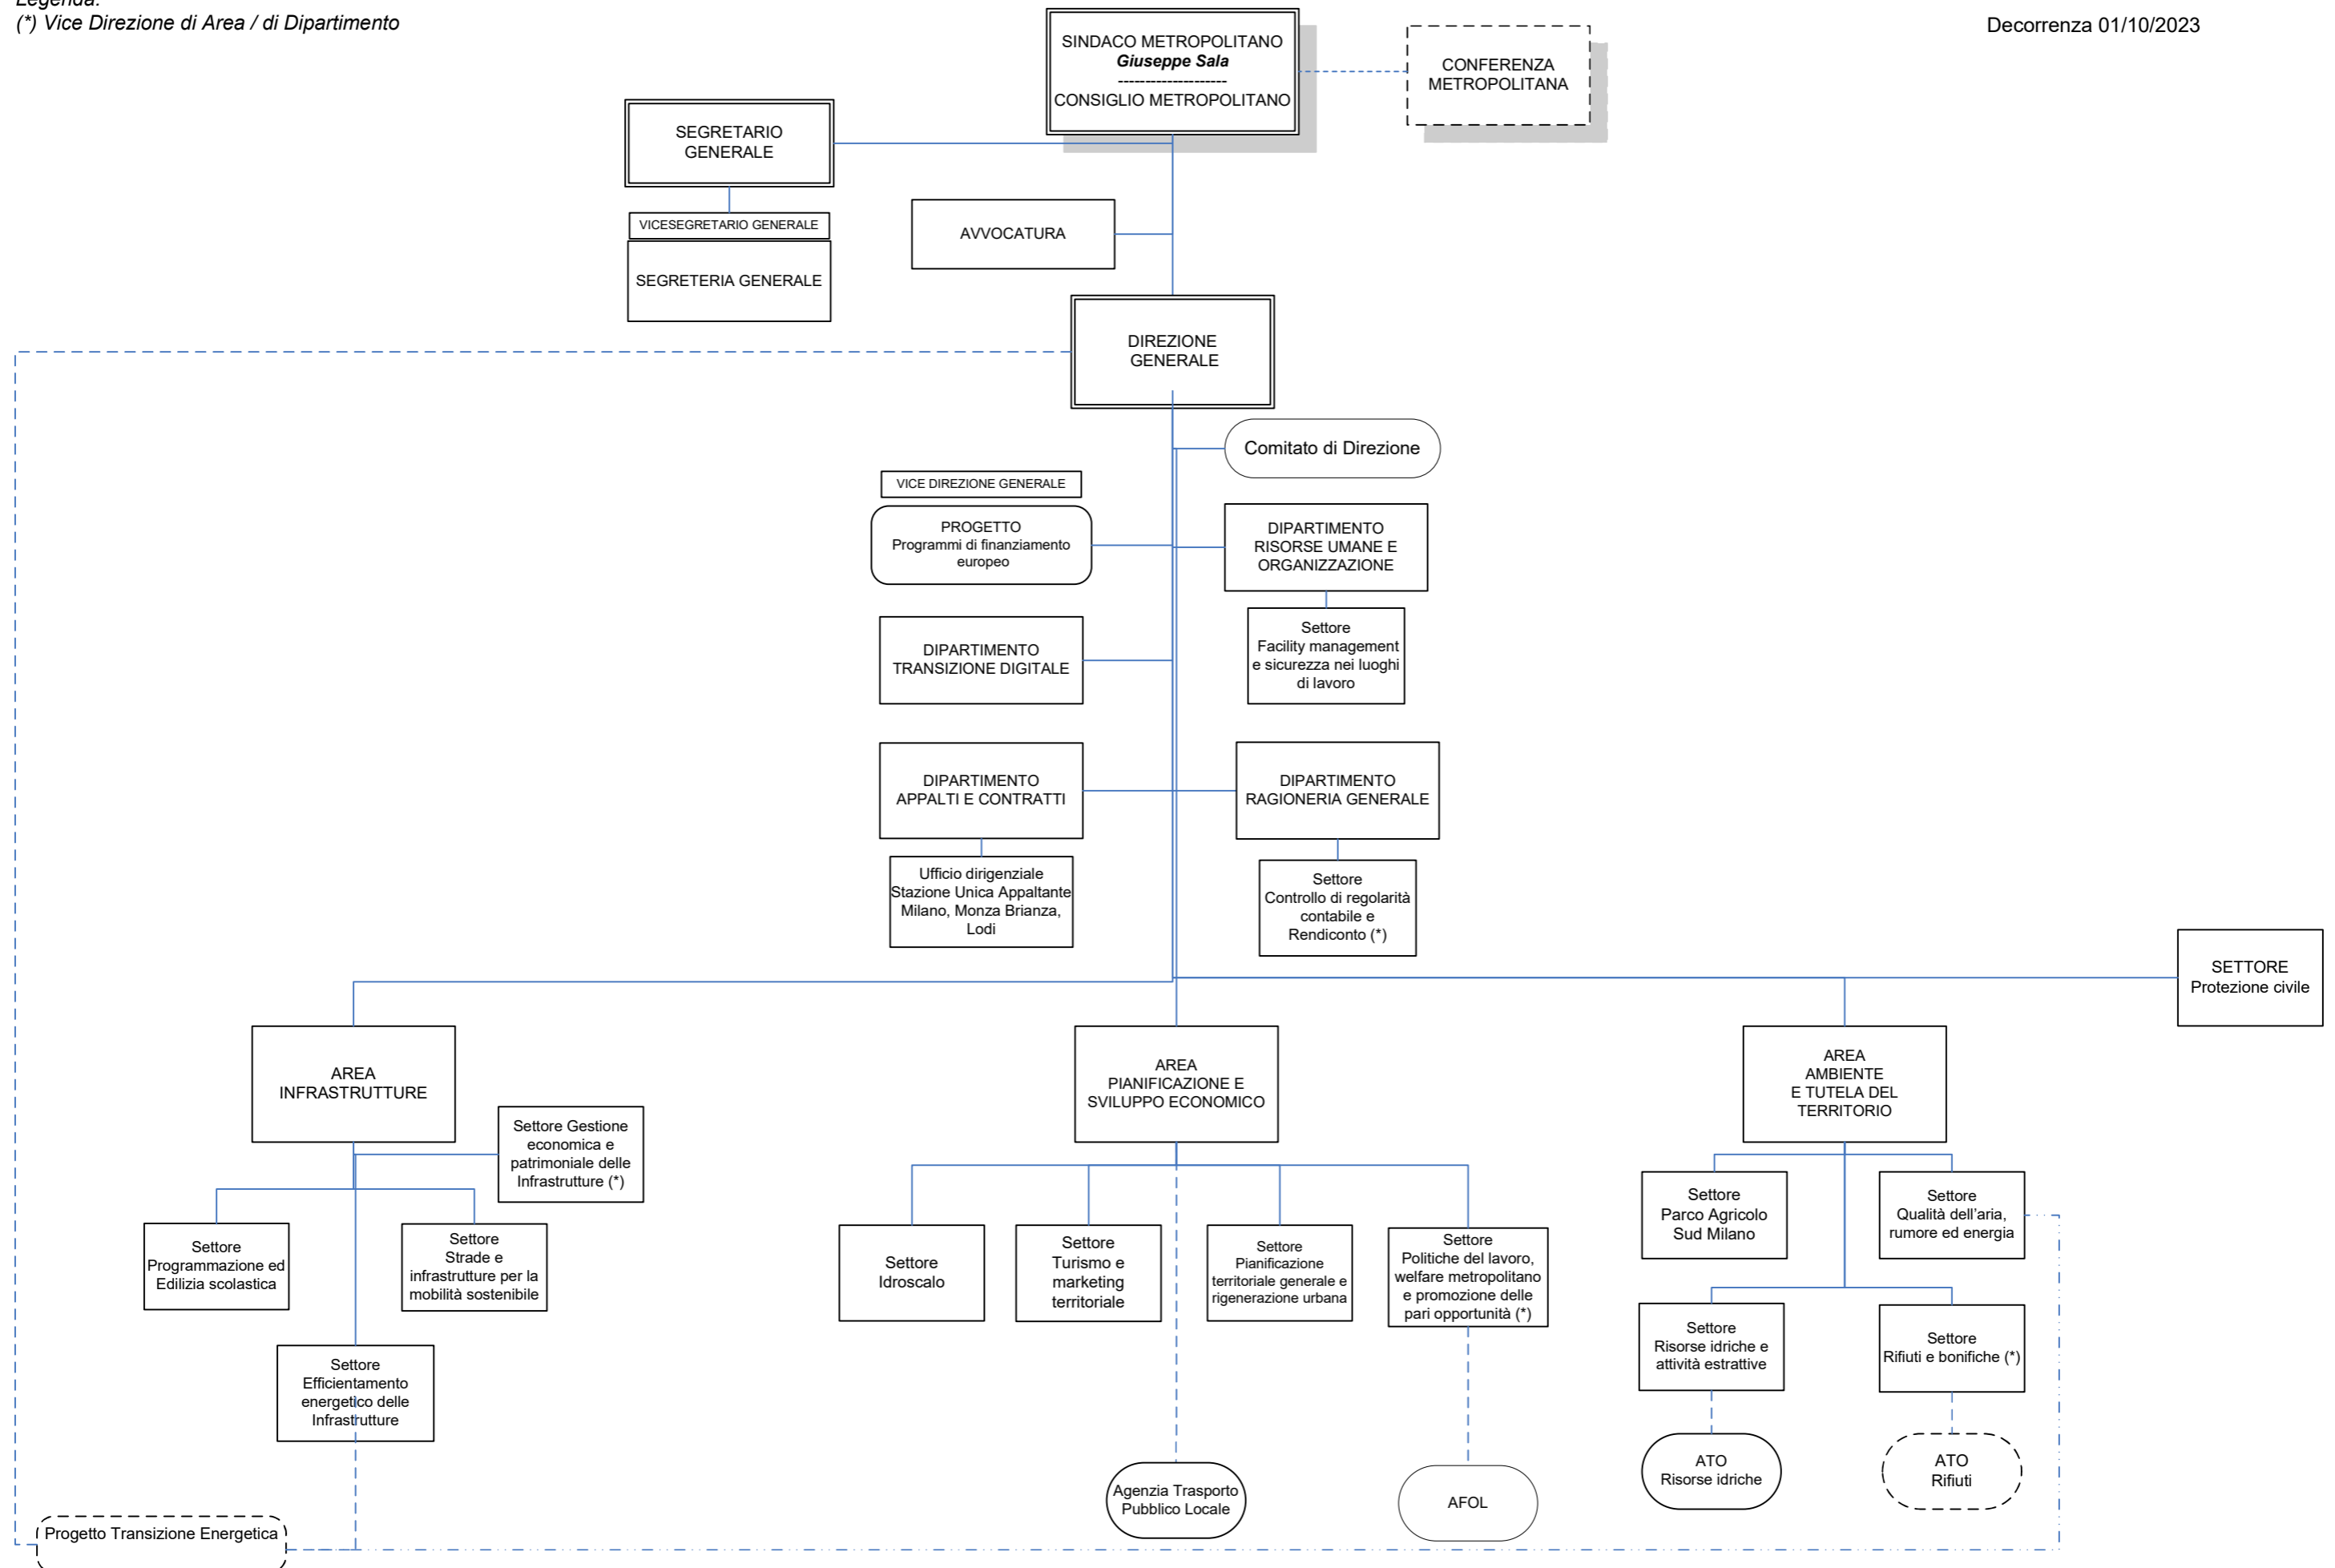 Legenda:
(*) Vice Direzione di Area / di Dipartimento
Decorrenza 01/10/2023
SINDACO METROPOLITANO
Giuseppe Sala
--------------------
CONSIGLIO METROPOLITANO
CONFERENZA
METROPOLITANA
SEGRETARIO
GENERALE
VICESEGRETARIO GENERALE
SEGRETERIA GENERALE
AVVOCATURA
DIREZIONE
GENERALE
Comitato di Direzione
VICE DIREZIONE GENERALE
PROGETTO
Programmi di finanziamento
europeo
DIPARTIMENTO
RISORSE UMANE E
ORGANIZZAZIONE
Settore
Facility management
e sicurezza nei luoghi
di lavoro
DIPARTIMENTO
TRANSIZIONE DIGITALE
DIPARTIMENTO
APPALTI E CONTRATTI
DIPARTIMENTO
RAGIONERIA GENERALE
Ufficio dirigenziale
Stazione Unica Appaltante
Milano, Monza Brianza,
Lodi
Settore
Controllo di regolarità
contabile e
Rendiconto (*)
SETTORE
Protezione civile
AREA
INFRASTRUTTURE
Settore Gestione
economica e
patrimoniale delle
Infrastrutture (*)
Settore
Programmazione ed
Edilizia scolastica
Settore
Strade e
infrastrutture per la
mobilità sostenibile
Settore
Efficientamento
energetico delle
Infrastrutture
Progetto Transizione Energetica
AREA
PIANIFICAZIONE E
SVILUPPO ECONOMICO
Settore
Idroscalo
Settore
Turismo e
marketing
territoriale
Settore
Pianificazione
territoriale generale e
rigenerazione urbana
Settore
Politiche del lavoro,
welfare metropolitano
e promozione delle
pari opportunità (*)
Agenzia Trasporto
Pubblico Locale
AFOL
AREA
AMBIENTE
E TUTELA DEL
TERRITORIO
Settore
Parco Agricolo
Sud Milano
Settore
Qualità dell’aria,
rumore ed energia
Settore
Risorse idriche e
attività estrattive
Settore
Rifiuti e bonifiche (*)
ATO
Risorse idriche
ATO
Rifiuti